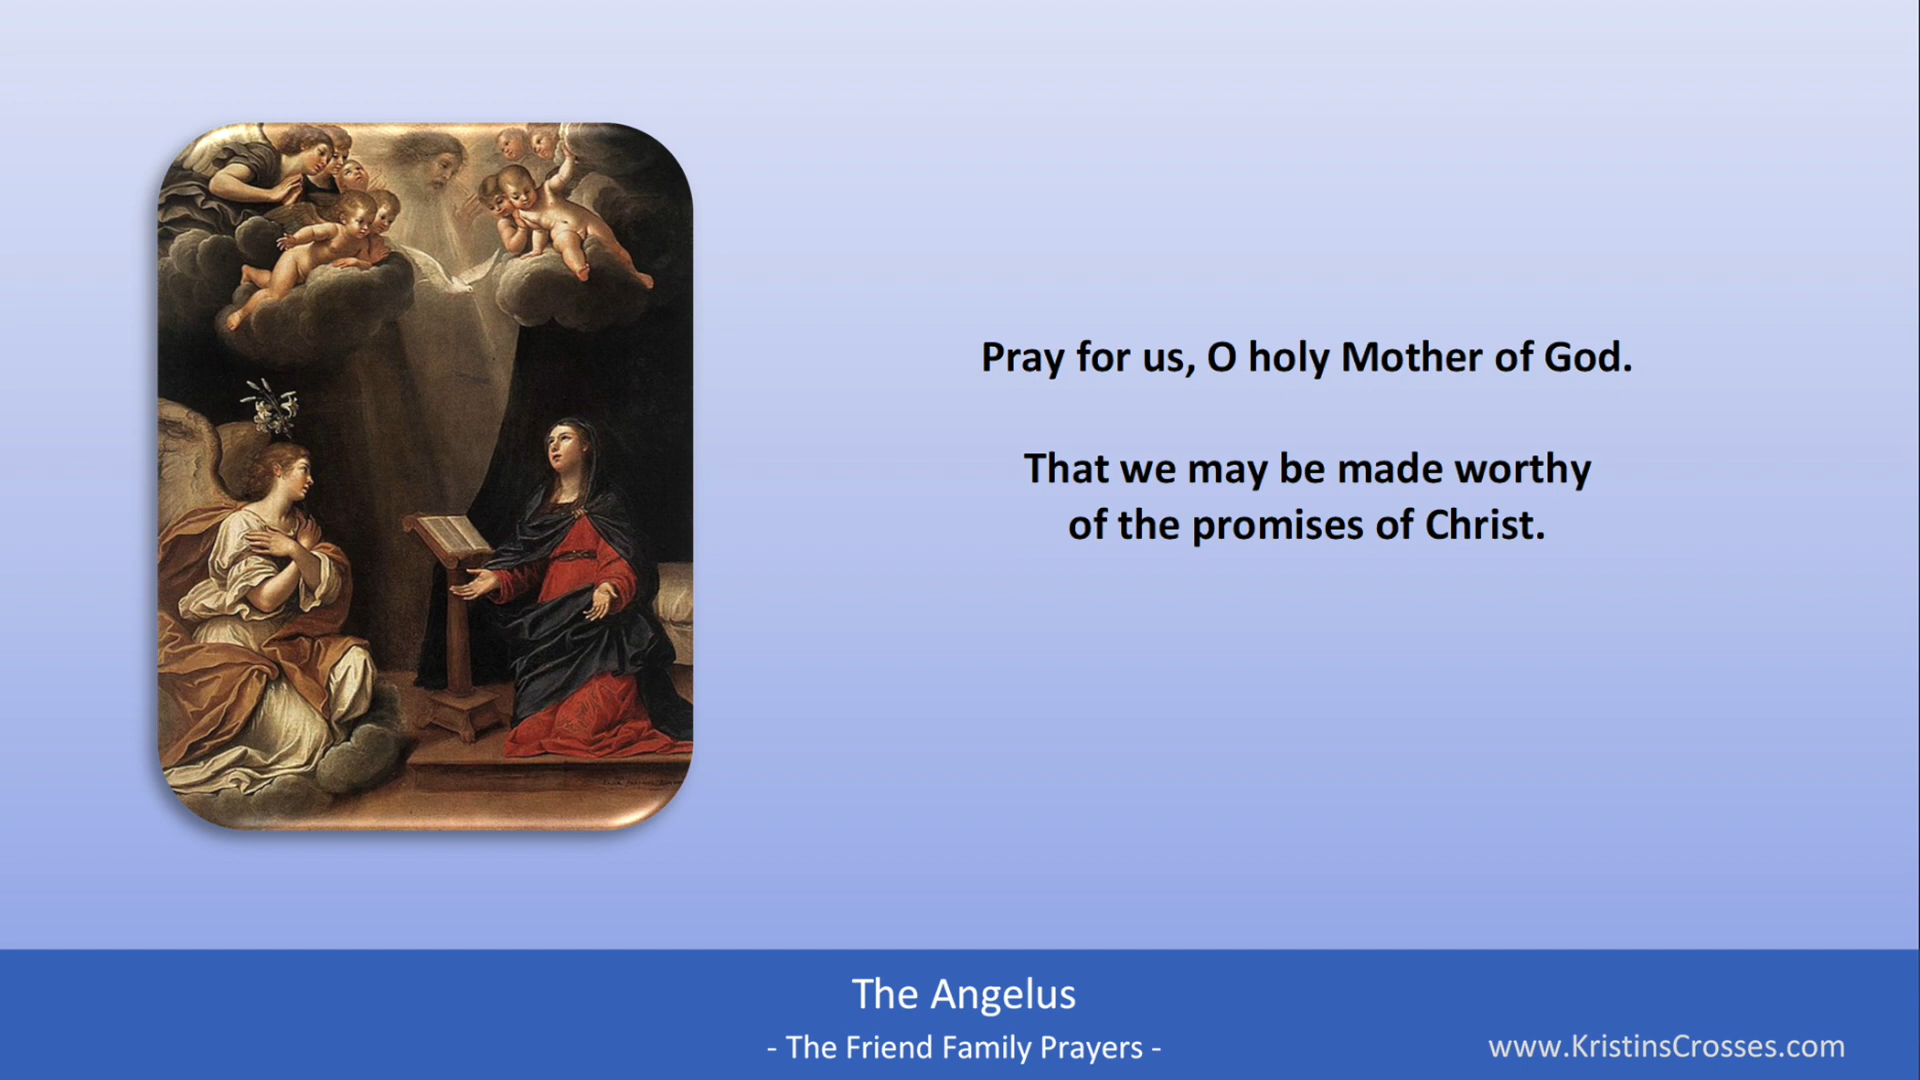 Pray for us, O holy Mother of God.
That we may be made worthy
of the promises of Christ.
The Angelus
- The Friend Family Prayers -
www.KristinsCrosses.com